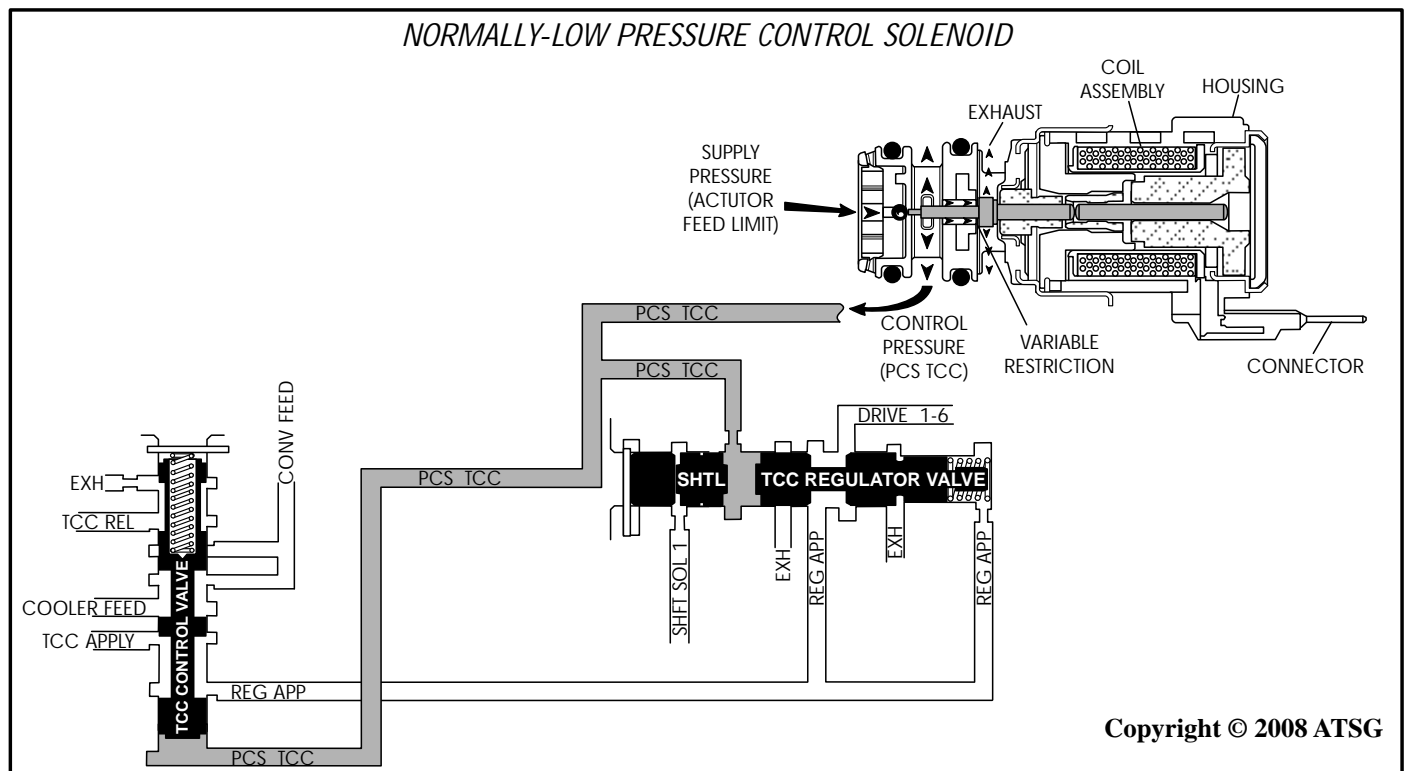 NORMALLY-LOW PRESSURE CONTROL SOLENOID
COIL
ASSEMBLY
HOUSING
EXHAUST
SUPPLY
PRESSURE
(ACTUTOR
FEED LIMIT)
PCS TCC
CONTROL
PRESSURE
(PCS TCC)
VARIABLE
RESTRICTION
CONNECTOR
PCS TCC
DRIVE 1-6
CONV FEED
EXH
PCS TCC
SHTL
TCC REGULATOR VALVE
TCC REL
SHFT SOL 1
EXH
REG APP
EXH
REG APP
COOLER FEED
TCC APPLY
TCC CONTROL VALVE
REG APP
PCS TCC
Copyright © 2008 ATSG